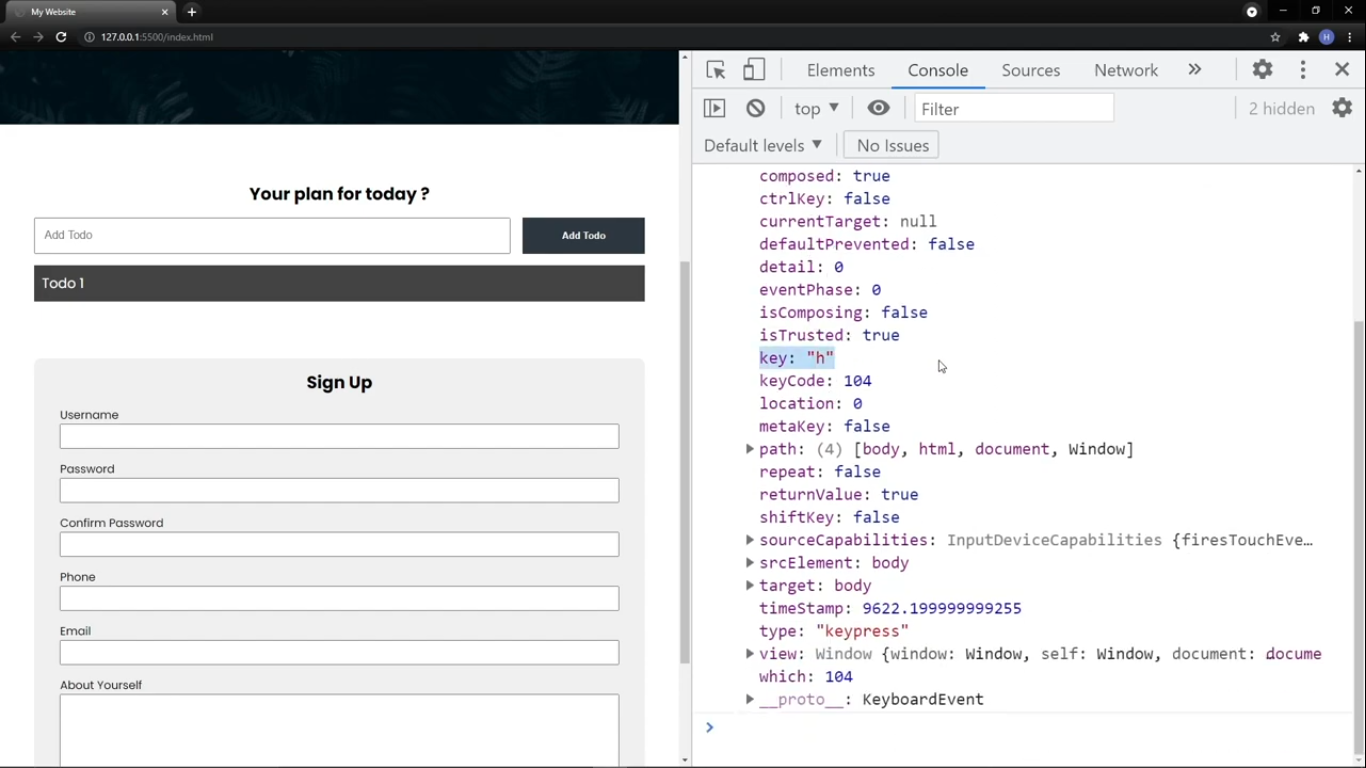 My Website
127.0.0.1:5500/index.html
H
Your plan for today ?
Add Todo
Add Todo
Todo 1
Sign Up
Username
Password
Confirm Password
Phone
Email
About Yourself
Elements Console Sources Network
top Filter 2 hidden
Default levels No Issues
composed: true
ctrlKey: false
currentTarget: null
defaultPrevented: false
detail: 0
eventPhase: 0
isComposing: false
isTrusted: true
key: "h"
keyCode: 104
location: 0
metaKey: false
path: (4) [body, html, document, Window]
repeat: false
returnValue: true
shiftKey: false
sourceCapabilities: InputDeviceCapabilities {firesTouchEve…
srcElement: body
target: body
timeStamp: 9622.199999999255
type: "keypress"
view: Window {window: Window, self: Window, document: docume
which: 104
__proto__: KeyboardEvent